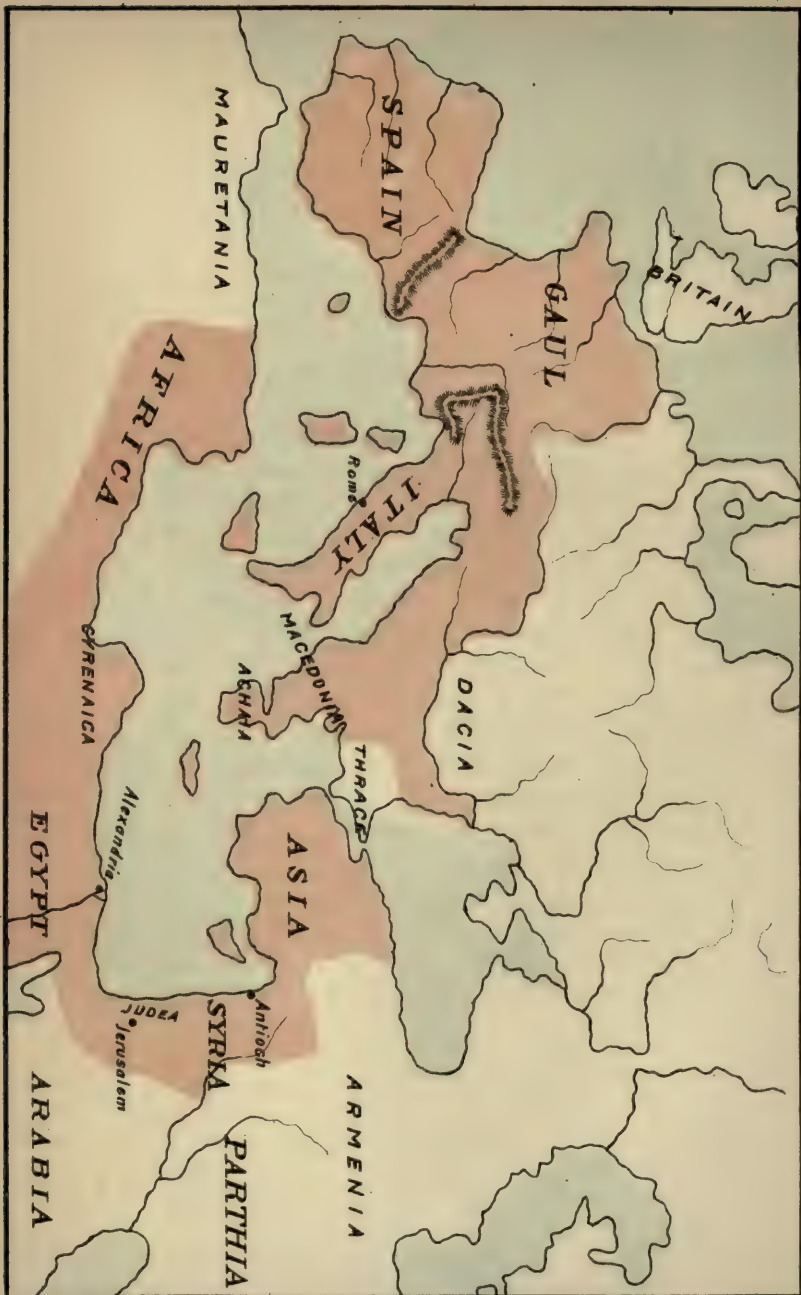 BRITAIN
GAUL
SPAIN
DACIA
ITALY
Rome
MACEDONIA
THRACE
ACHAIA
ASIA
ARMENIA
MAURETANIA
AFRICA
Antioch
SYRIA
PARTHIA
CYRENAICA
Alexandria
JUDEA
Jerusalem
EGYPT
ARABIA